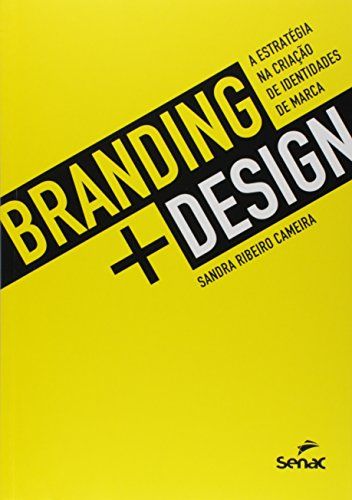 A ESTRATÉGIA
NA CRIAÇÃO
DE IDENTIDADES
DE MARCA
BRANDING
+ DESIGN
SANDRA RIBEIRO CAMEIRA
Senac